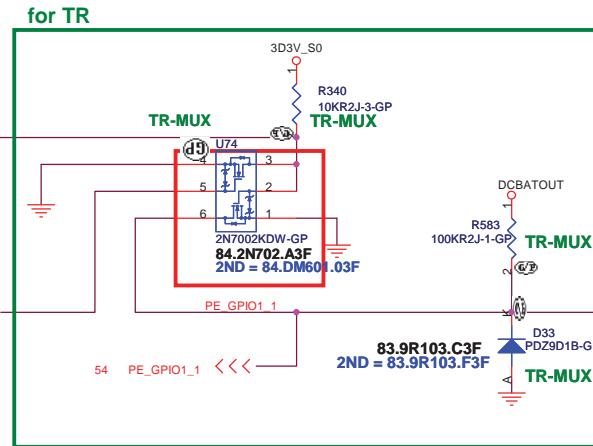 for TR
3D3V_S0
1
R340
10KR2J-3-GP
TR-MUX
TR-MUX
GP
U74
4
3
5
2
6
1
2N7002KDW-GP
84.2N702.A3F
2ND = 84.DM601.03F
DCBATOUT
1
R583
100KR2J-1-GP
TR-MUX
2
PE_GPIO1_1
K
D33
PDZ9D1B-G
83.9R103.C3F
2ND = 83.9R103.F3F
54 PE_GPIO1_1
A
TR-MUX